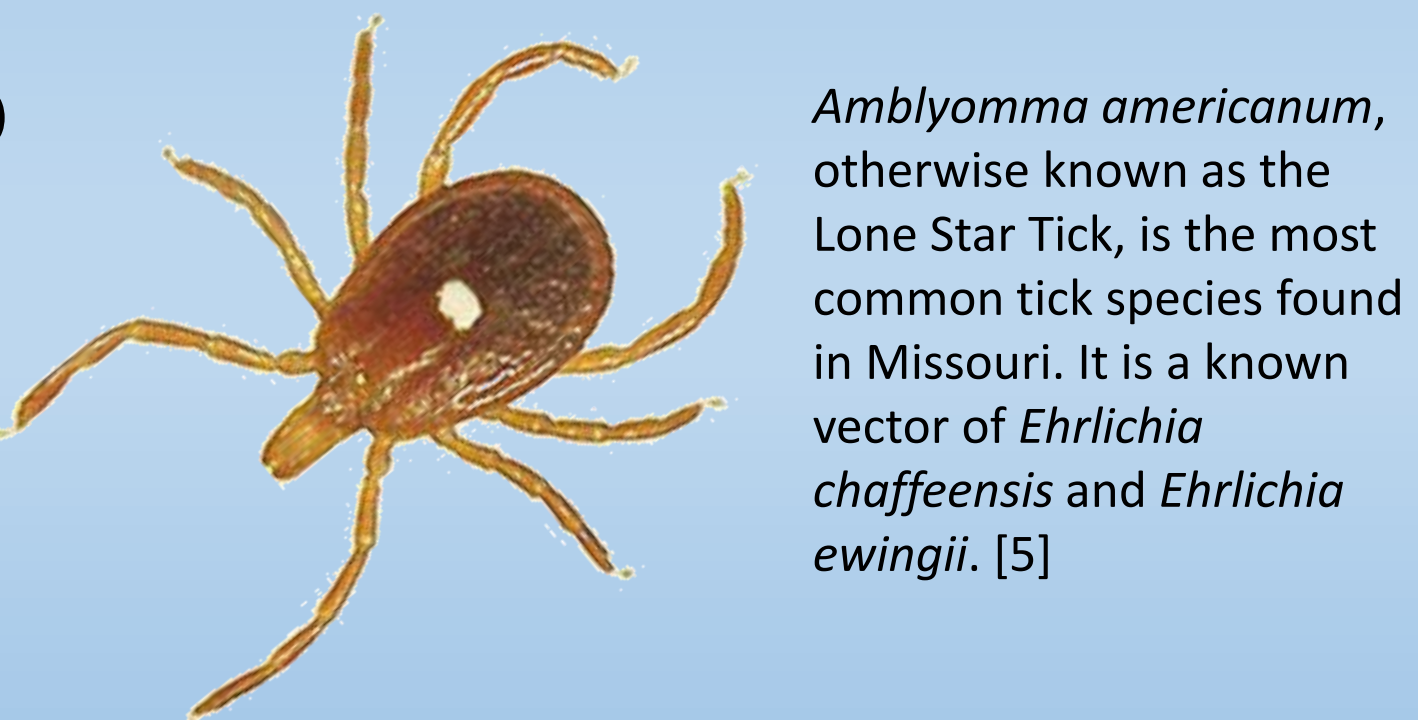 )
Amblyomma americanum,
otherwise known as the
Lone Star Tick, is the most
common tick species found
in Missouri. It is a known
vector of Ehrlichia
chaffeensis and Ehrlichia
ewingii. [5]